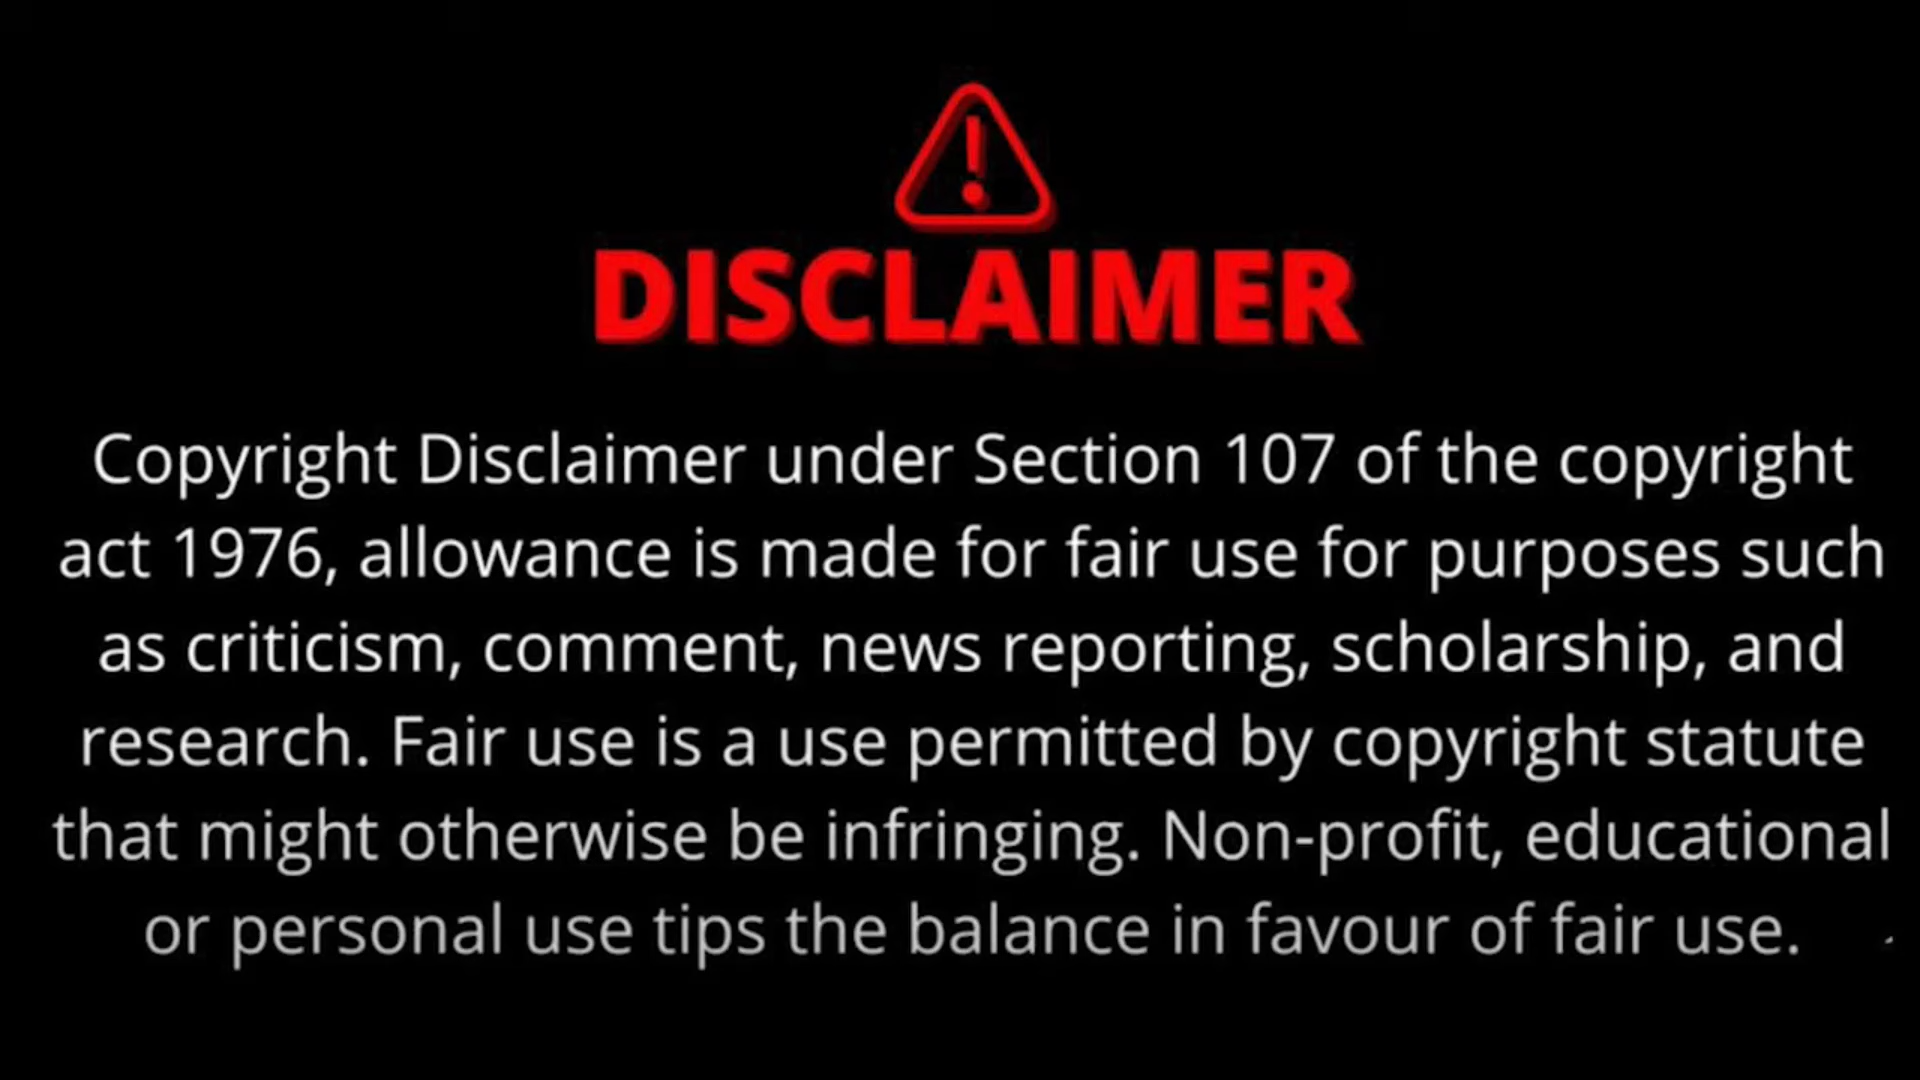 DISCLAIMER
Copyright Disclaimer under Section 107 of the copyright
act 1976, allowance is made for fair use for purposes such
as criticism, comment, news reporting, scholarship, and
research. Fair use is a use permitted by copyright statute
that might otherwise be infringing. Non-profit, educational
or personal use tips the balance in favour of fair use.